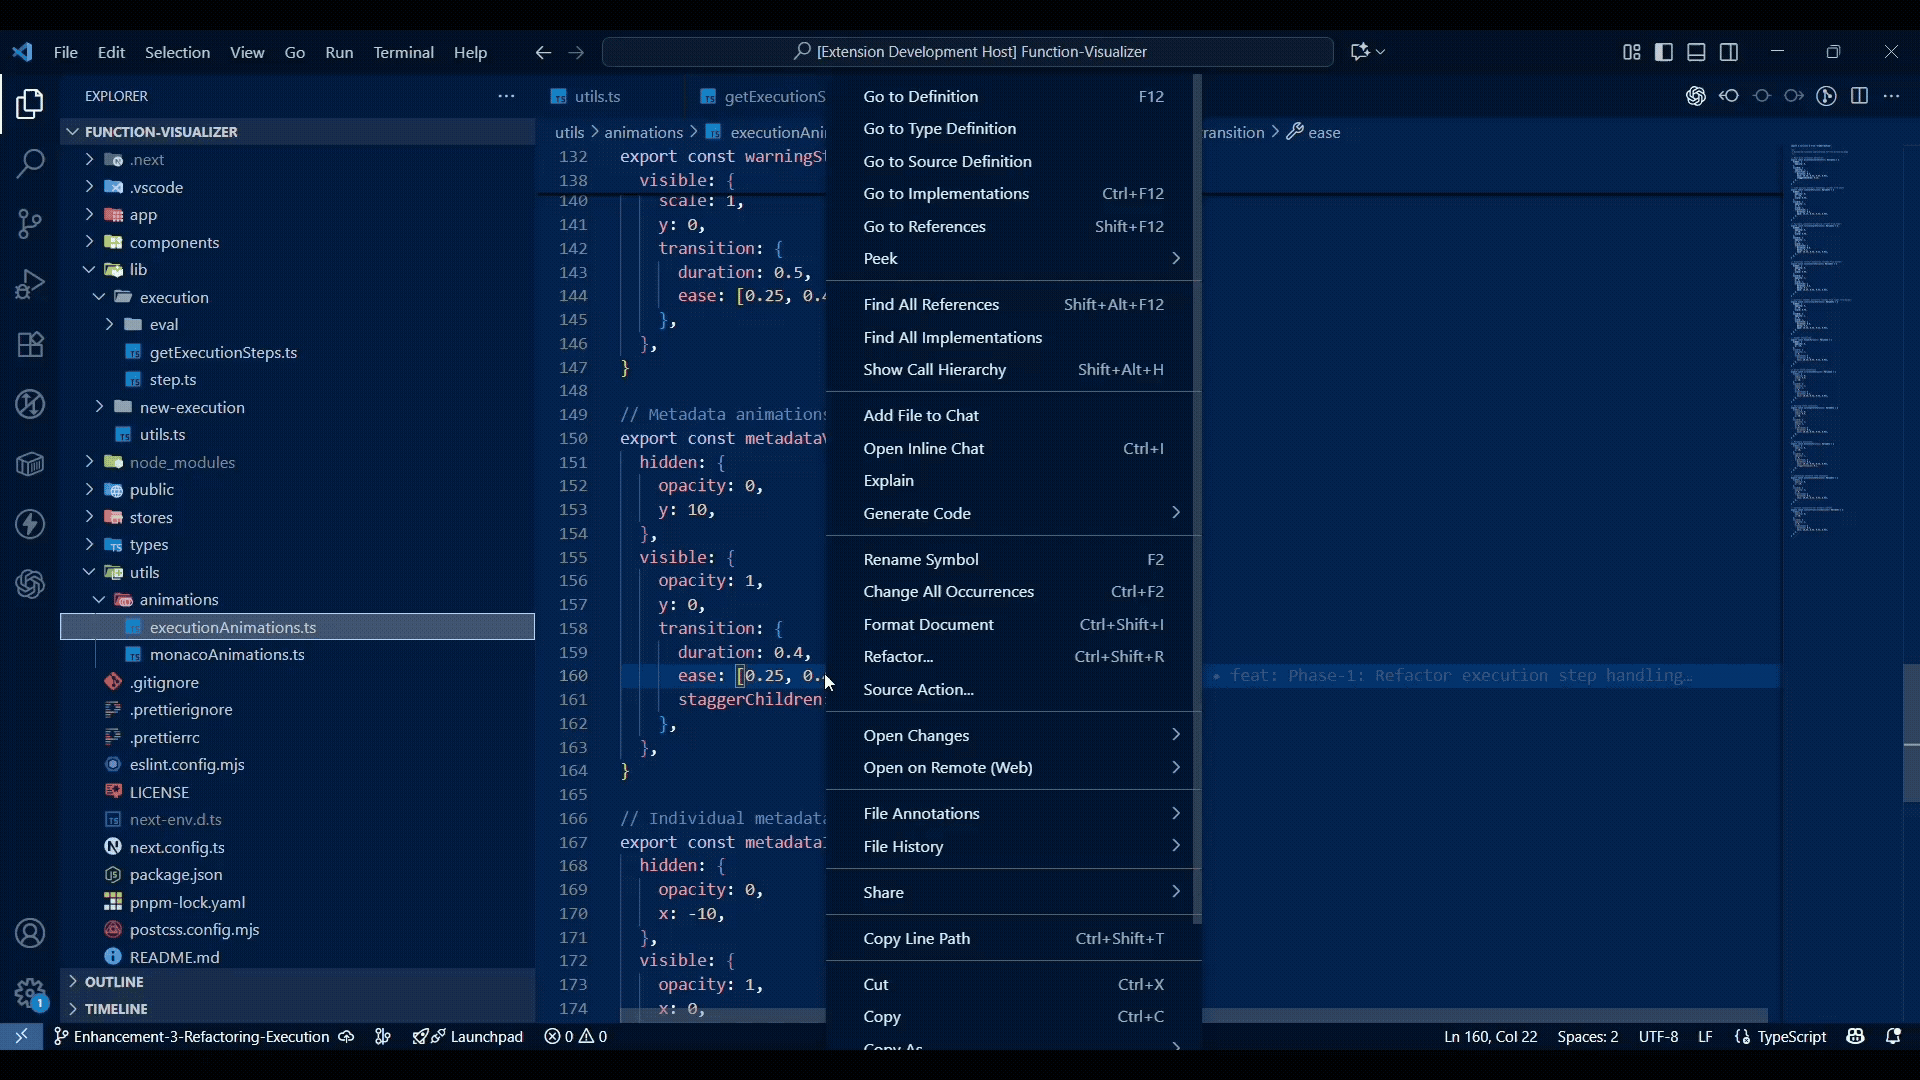 File Edit Selection View Go Run Terminal Help
[Extension Development Host] Function-Visualizer
EXPLORER
FUNCTION-VISUALIZER
.next
.vscode
app
components
lib
execution
eval
getExecutionSteps.ts
step.ts
new-execution
utils.ts
node_modules
public
stores
types
utils
animations
executionAnimations.ts
monacoAnimations.ts
.gitignore
.prettierignore
.prettierrc
eslint.config.mjs
LICENSE
next-env.d.ts
next.config.ts
package.json
pnpm-lock.yaml
postcss.config.mjs
README.md
OUTLINE
TIMELINE
utils.ts getExecutionS
utils > animations > executionAni
ransition > ease
132 export const warningSt
138 visible: {
140 scale: 1,
141 y: 0,
142 transition: {
143 duration: 0.5,
144 ease: [0.25, 0.4
145 },
146 },
147 }
148
149 // Metadata animations
150 export const metadataV
151 hidden: {
152 opacity: 0,
153 y: 10,
154 },
155 visible: {
156 opacity: 1,
157 y: 0,
158 transition: {
159 duration: 0.4,
160 ease: [0.25, 0.4 • feat: Phase-1: Refactor execution step handling…
161 staggerChildren
162 },
163 },
164 }
165
166 // Individual metadata
167 export const metadataI
168 hidden: {
169 opacity: 0,
170 x: -10,
171 },
172 visible: {
173 opacity: 1,
174 x: 0,
Go to Definition F12
Go to Type Definition
Go to Source Definition
Go to Implementations Ctrl+F12
Go to References Shift+F12
Peek
Find All References Shift+Alt+F12
Find All Implementations
Show Call Hierarchy Shift+Alt+H
Add File to Chat
Open Inline Chat Ctrl+I
Explain
Generate Code
Rename Symbol F2
Change All Occurrences Ctrl+F2
Format Document Ctrl+Shift+I
Refactor... Ctrl+Shift+R
Source Action...
Open Changes
Open on Remote (Web)
File Annotations
File History
Share
Copy Line Path Ctrl+Shift+T
Cut Ctrl+X
Copy Ctrl+C
Copy As
1
Enhancement-3-Refactoring-Execution Launchpad 0 0
Ln 160, Col 22 Spaces: 2 UTF-8 LF {} TypeScript